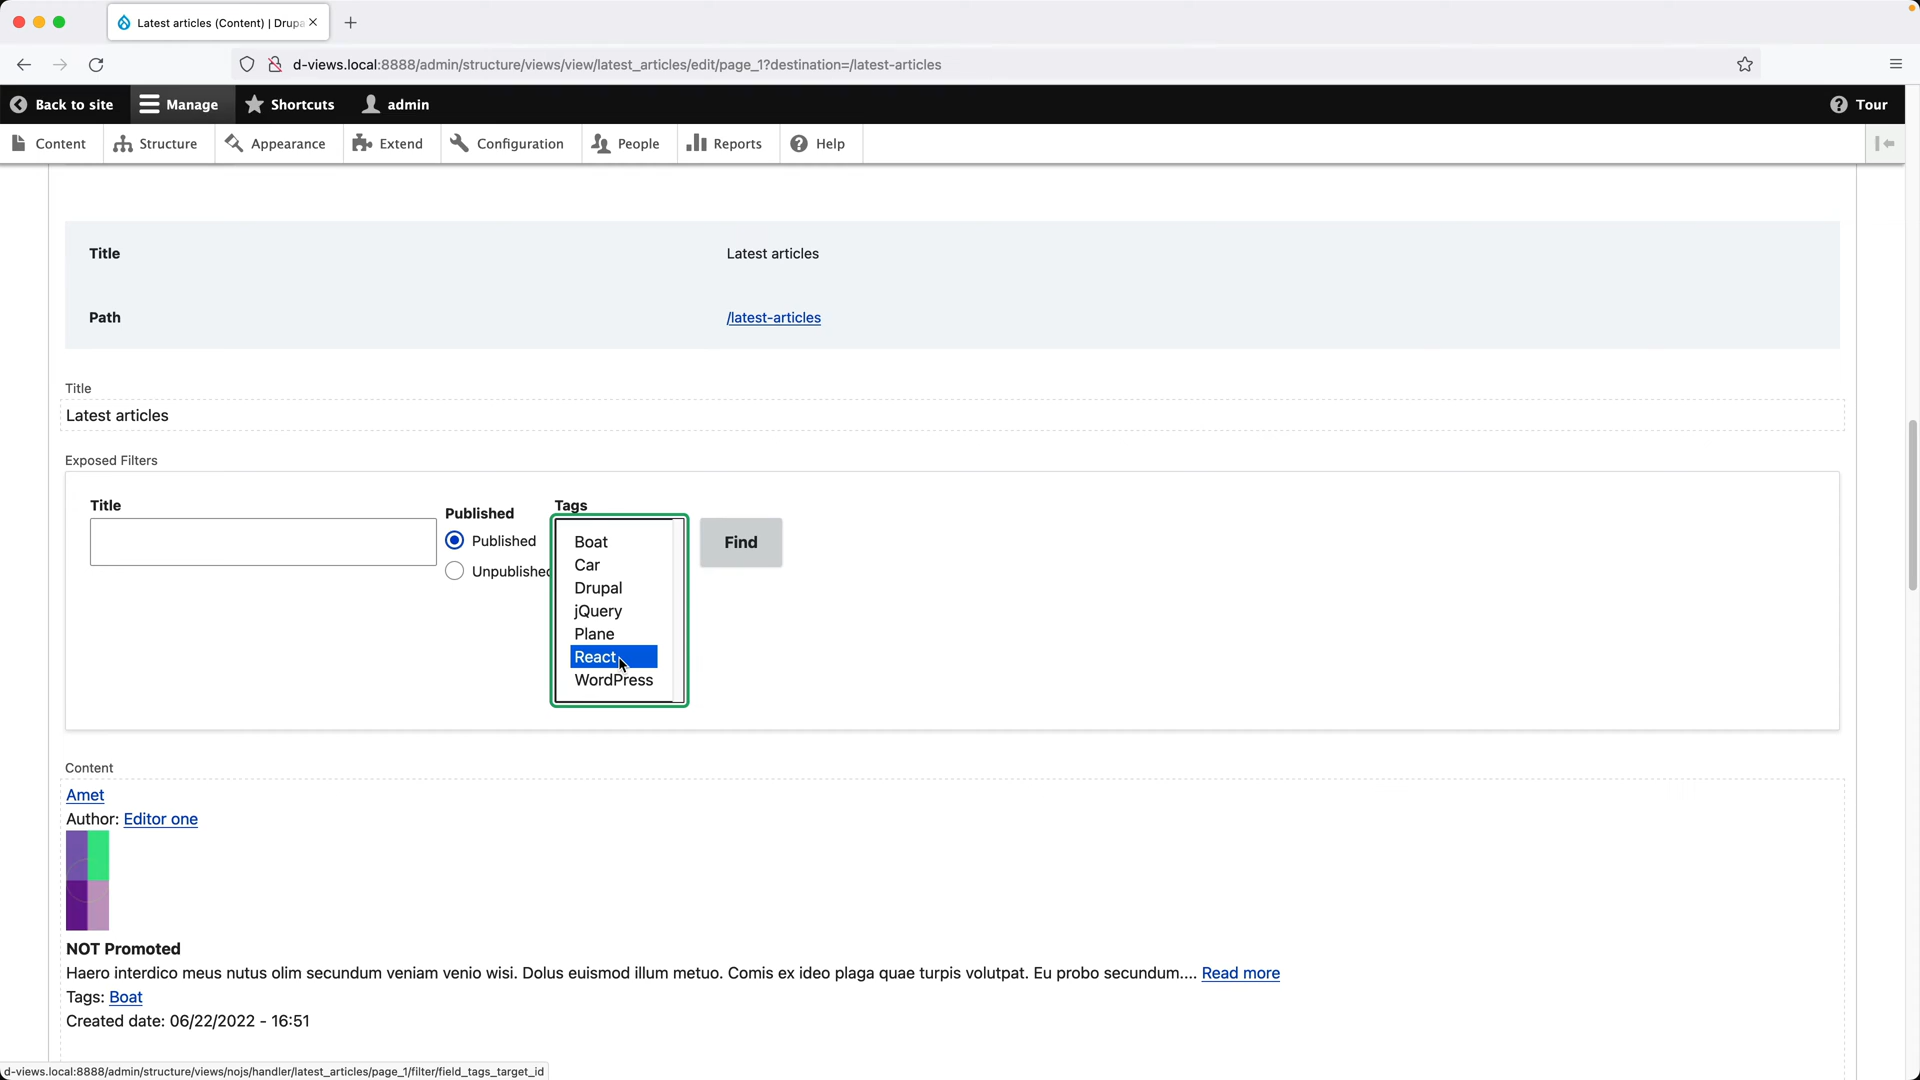 Latest articles (Content) | Drupa
d-views.local:8888/admin/structure/views/view/latest_articles/edit/page_1?destination=/latest-articles
Back to site Manage Shortcuts admin Tour
Content Structure Appearance Extend Configuration People Reports Help
Title Latest articles
Path /latest-articles
Title
Latest articles
Exposed Filters
Title Published Tags
Published
Unpublished
Boat
Car
Drupal
jQuery
Plane
React
WordPress
Find
Content
Amet
Author: Editor one
NOT Promoted
Haero interdico meus nutus olim secundum veniam venio wisi. Dolus euismod illum metuo. Comis ex ideo plaga quae turpis volutpat. Eu probo secundum.... Read more
Tags: Boat
Created date: 06/22/2022 - 16:51
d-views.local:8888/admin/structure/views/nojs/handler/latest_articles/page_1/filter/field_tags_target_id